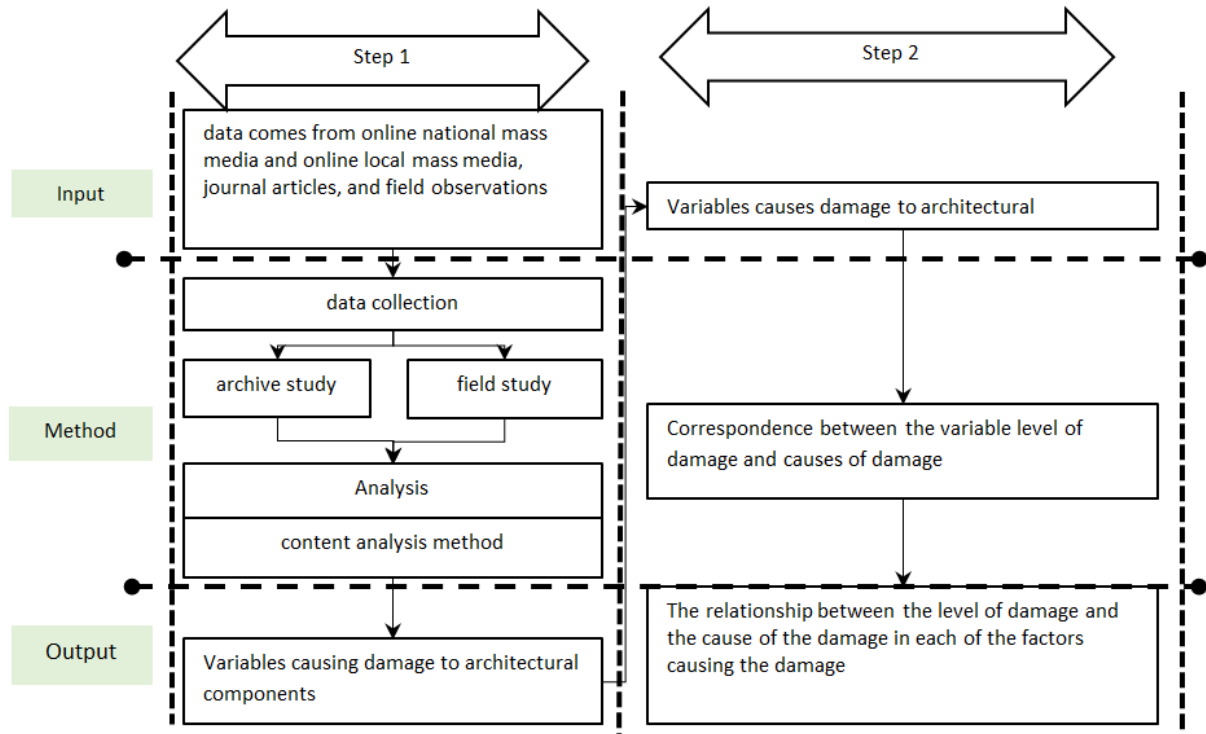 Step 1
Step 2
Input
data comes from online national mass
media and online local mass media,
journal articles, and field observations
Variables causes damage to architectural
Method
data collection
archive study
field study
Analysis
content analysis method
Correspondence between the variable level of
damage and causes of damage
Output
Variables causing damage to architectural
components
The relationship between the level of damage and
the cause of the damage in each of the factors
causing the damage